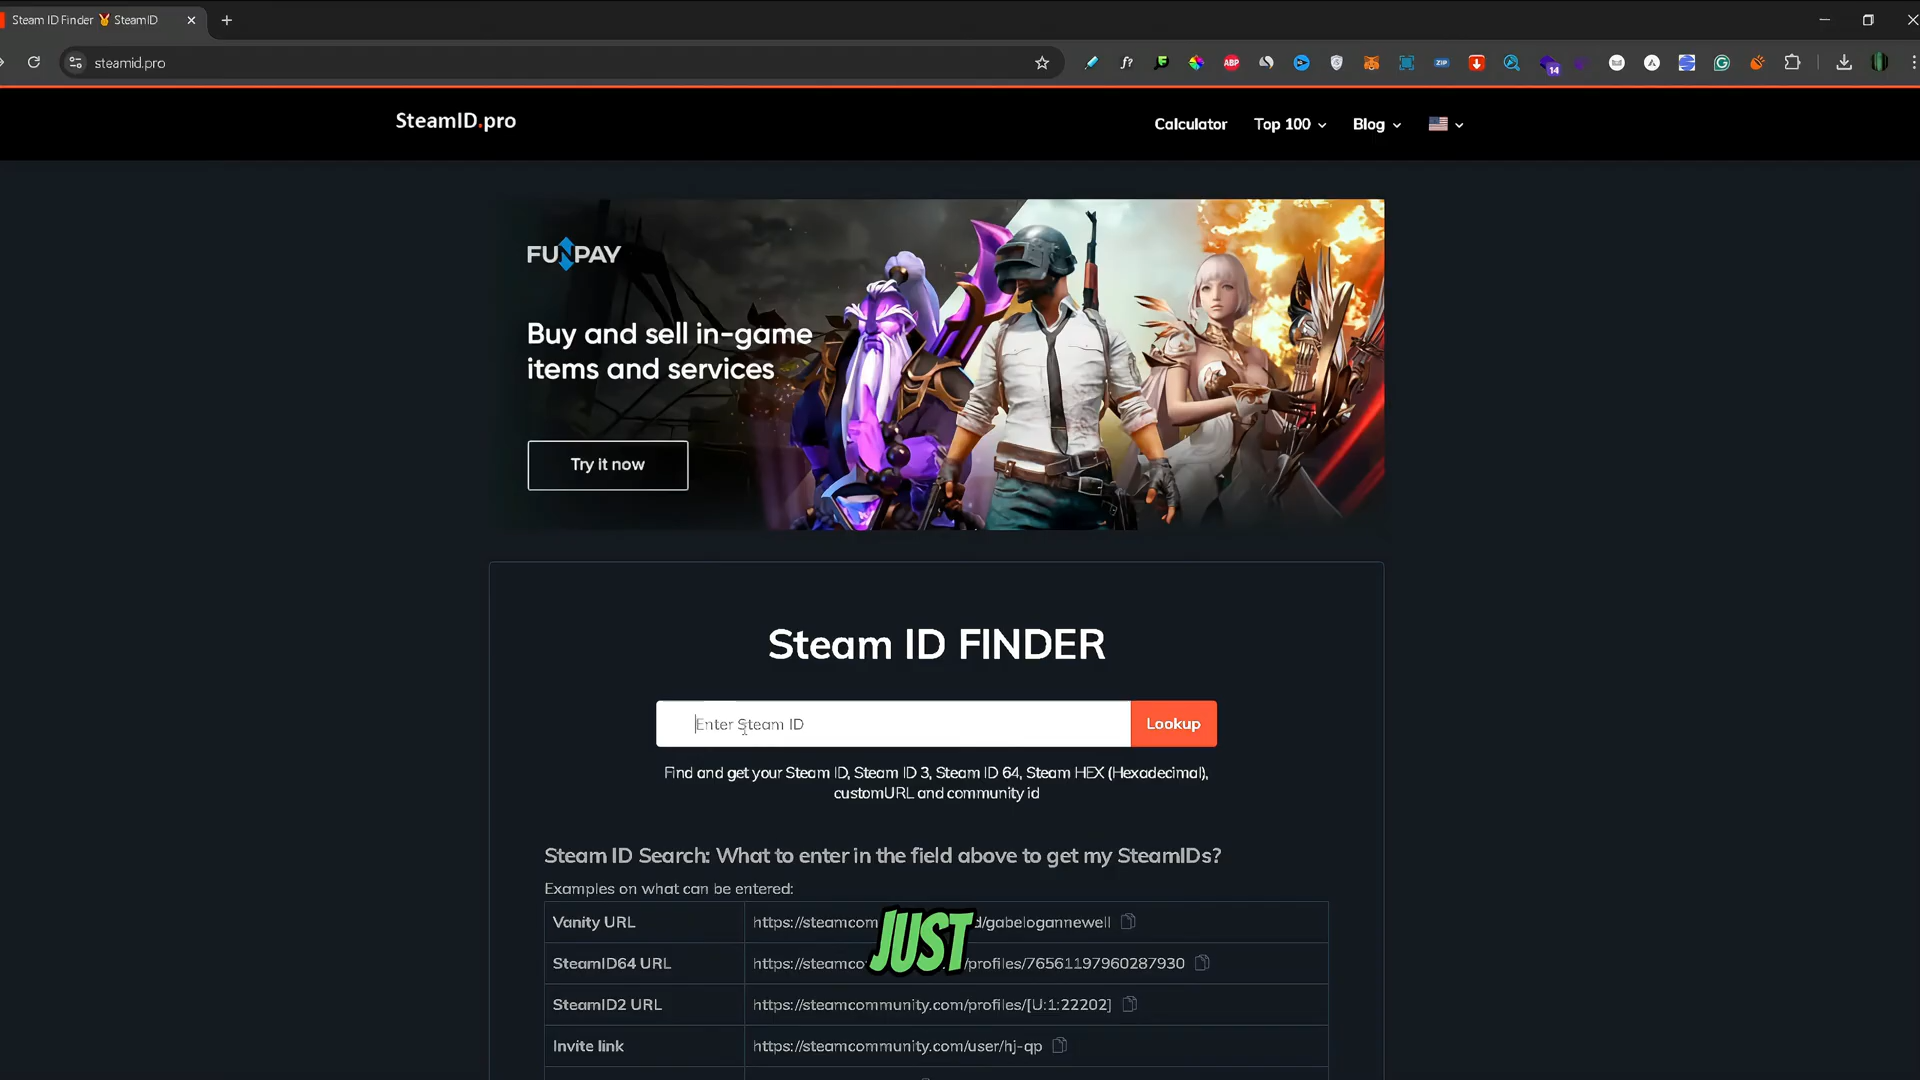 Steam ID Finder 🏅 SteamID
steamid.pro
f?
ABP
ZIP
14
SteamID.pro
Calculator
Top 100
Blog
FUNPAY
Buy and sell in-game
items and services
Try it now
Steam ID FINDER
Enter Steam ID
Lookup
Find and get your Steam ID, Steam ID 3, Steam ID 64, Steam HEX (Hexadecimal),
customURL and community id
Steam ID Search: What to enter in the field above to get my SteamIDs?
Examples on what can be entered:
Vanity URL https://steamcom d/gabelogannewell
JUST
SteamID64 URL https://steamco /profiles/76561197960287930
SteamID2 URL https://steamcommunity.com/profiles/[U:1:22202]
Invite link https://steamcommunity.com/user/hj-qp